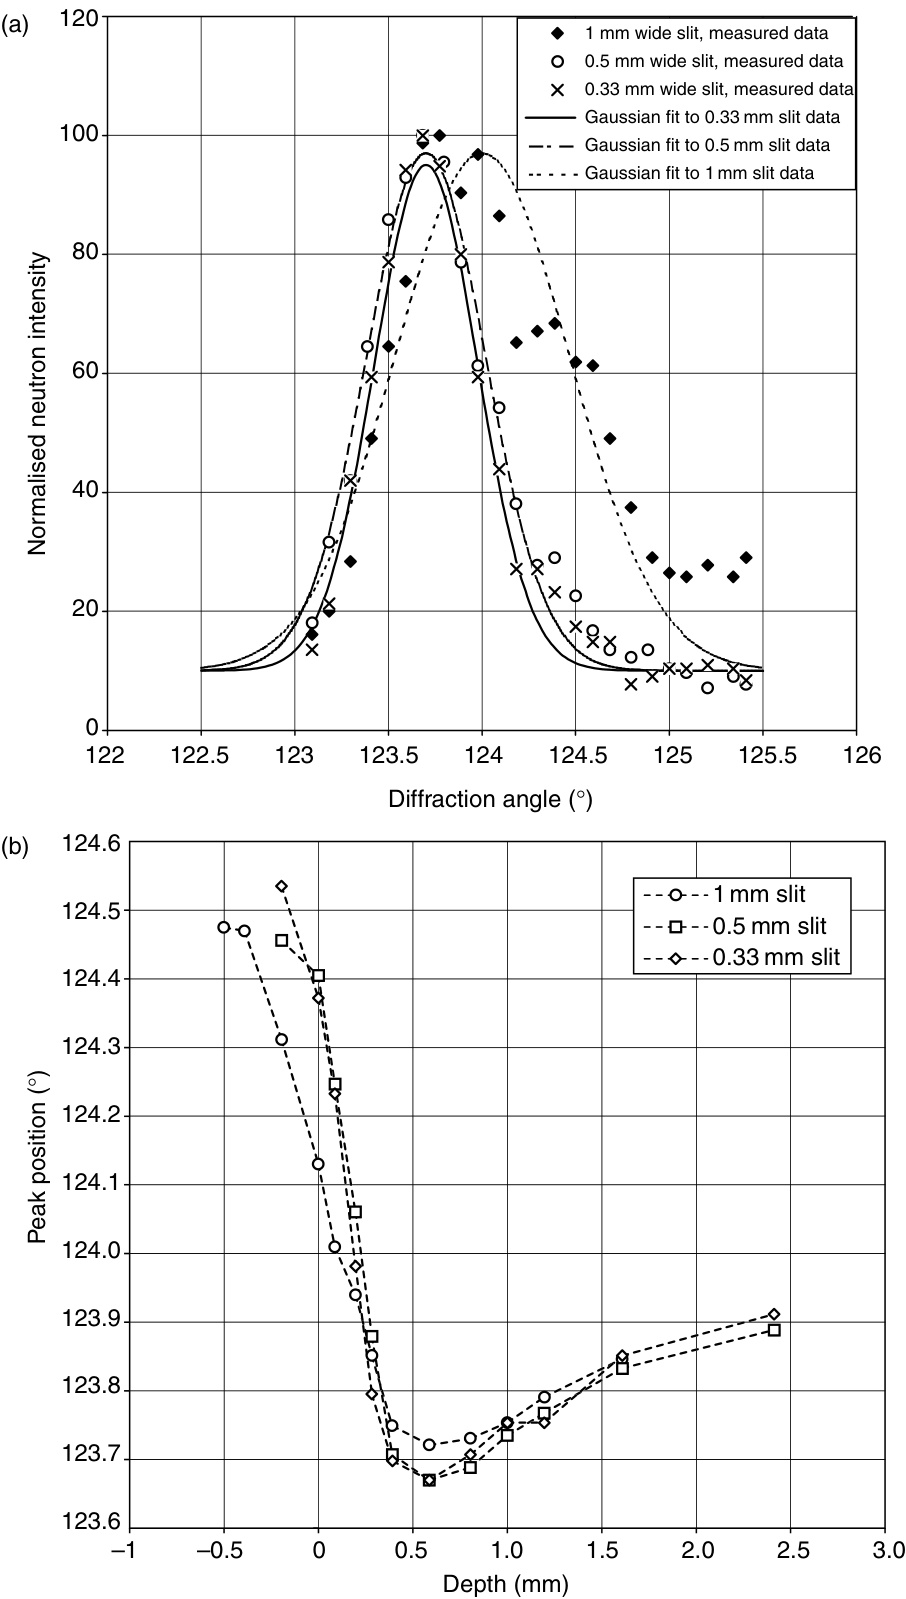 (a)
120
100
80
60
40
20
0
Normalised neutron intensity
1 mm wide slit, measured data
0.5 mm wide slit, measured data
0.33 mm wide slit, measured data
Gaussian fit to 0.33 mm slit data
Gaussian fit to 0.5 mm slit data
Gaussian fit to 1 mm slit data
122 122.5 123 123.5 124 124.5 125 125.5 126
Diffraction angle (°)
(b)
124.6
124.5
124.4
124.3
124.2
124.1
124.0
123.9
123.8
123.7
123.6
Peak position (°)
1 mm slit
0.5 mm slit
0.33 mm slit
–1 –0.5 0 0.5 1.0 1.5 2.0 2.5 3.0
Depth (mm)